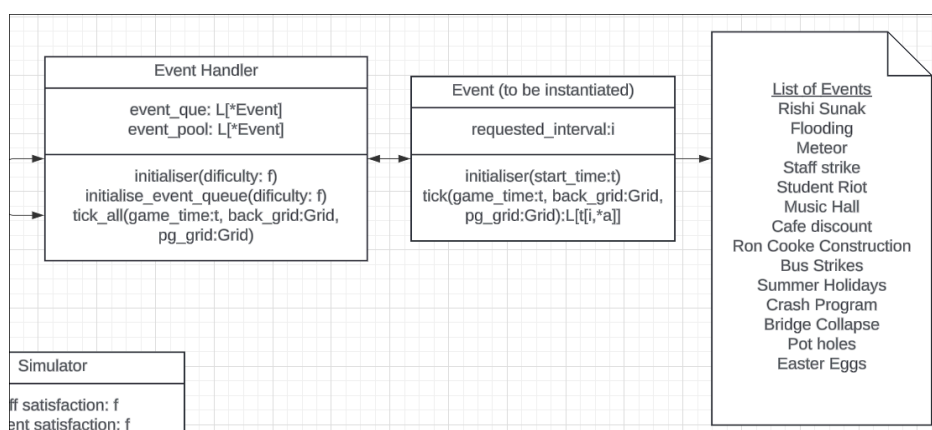 Event Handler
event_que: L[*Event]
event_pool: L[*Event]
initialiser(dificulty: f)
initialise_event_queue(dificulty: f)
tick_all(game_time:t, back_grid:Grid,
pg_grid:Grid)
Event (to be instantiated)
requested_interval:i
initialiser(start_time:t)
tick(game_time:t, back_grid:Grid,
pg_grid:Grid):L[t[i,*a]]
List of Events
Rishi Sunak
Flooding
Meteor
Staff strike
Student Riot
Music Hall
Cafe discount
Ron Cooke Construction
Bus Strikes
Summer Holidays
Crash Program
Bridge Collapse
Pot holes
Easter Eggs
Simulator
ff satisfaction: f
ent satisfaction: f